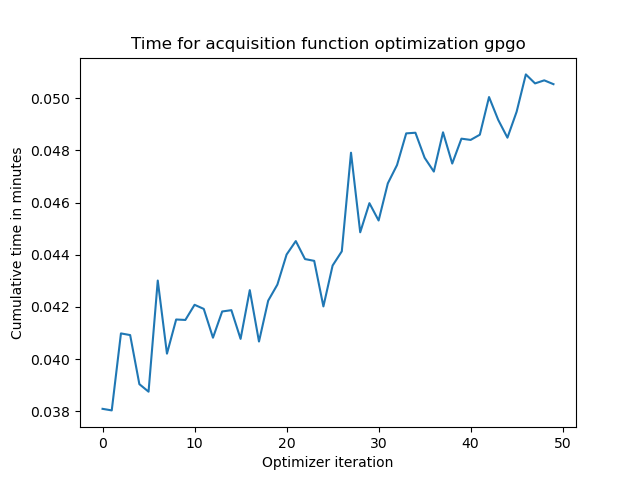 Time for acquisition function optimization gpgo
Cumulative time in minutes
0.050
0.048
0.046
0.044
0.042
0.040
0.038
0 10 20 30 40 50
Optimizer iteration